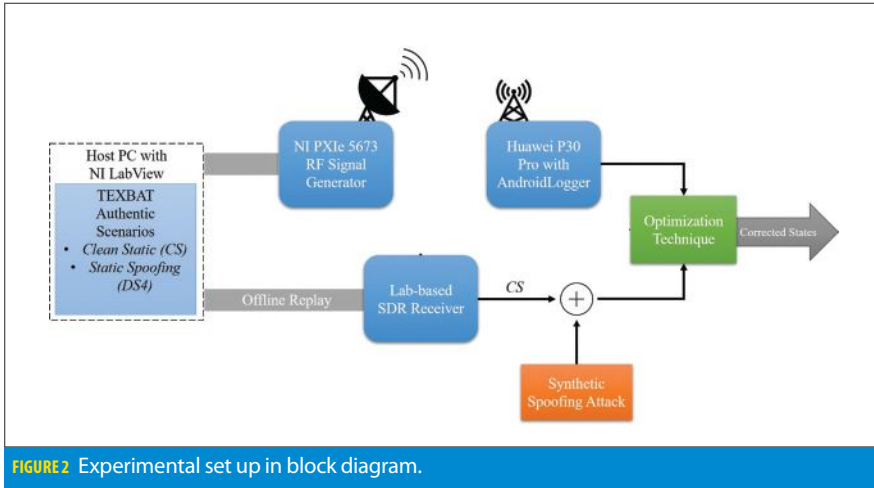 Host PC with
NI LabView
TEXBAT
Authentic
Scenarios
• Clean Static (CS)
• Static Spoofing
(DS4)
NI PXIe 5673
RF Signal
Generator
Huawei P30
Pro with
AndroidLogger
Optimization
Technique
Corrected States
Offline Replay
Lab-based
SDR Receiver
CS
+
Synthetic
Spoofing Attack
FIGURE 2 Experimental set up in block diagram.